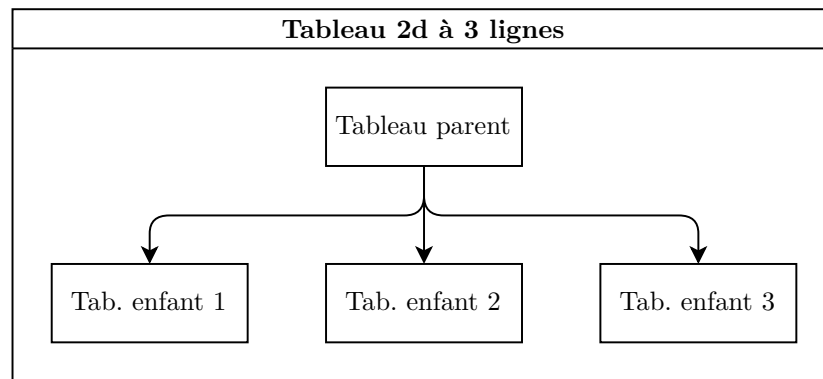 Tableau 2d à 3 lignes
Tableau parent
Tab. enfant 1
Tab. enfant 2
Tab. enfant 3